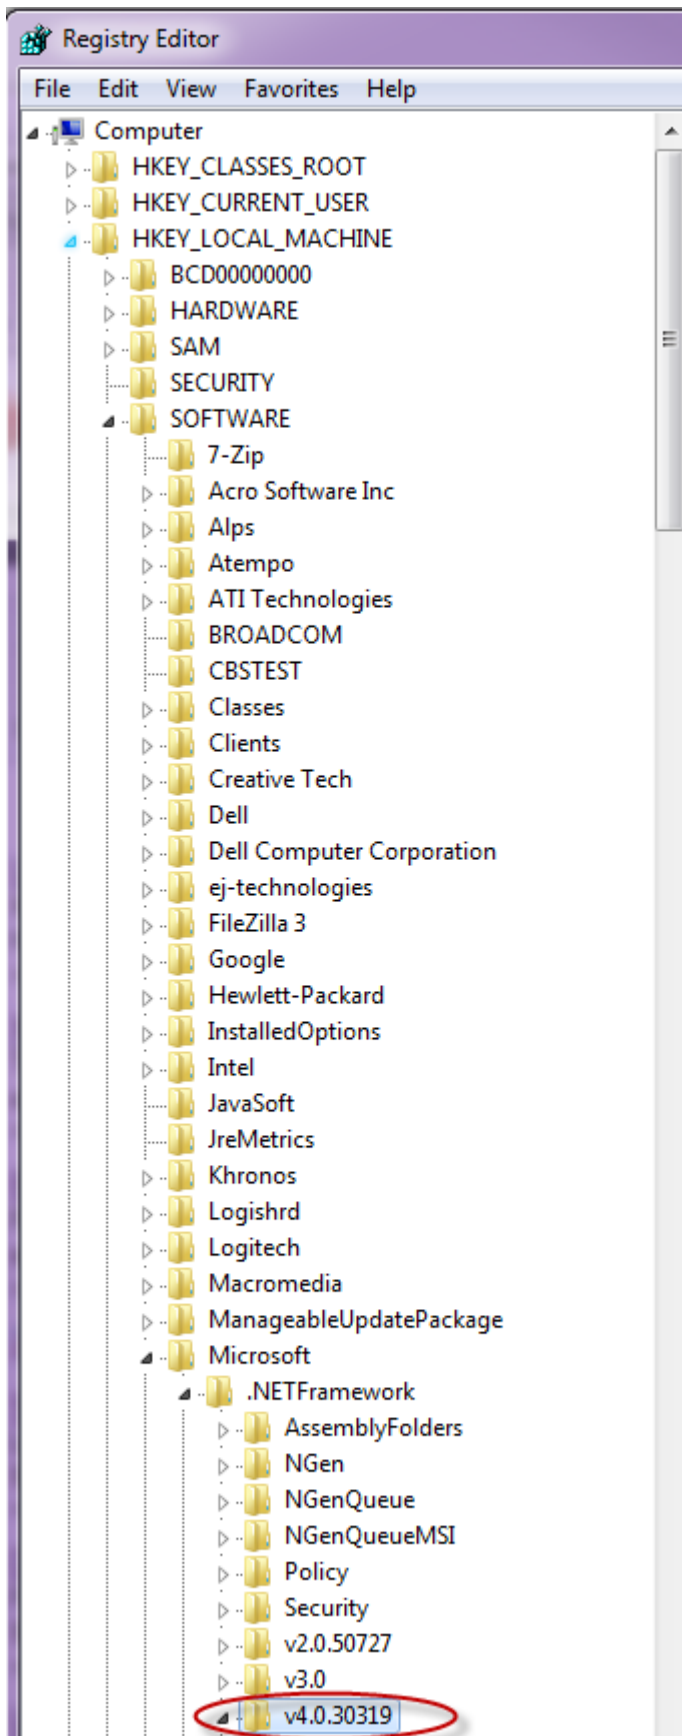 Registry Editor
File Edit View Favorites Help
Computer
HKEY_CLASSES_ROOT
HKEY_CURRENT_USER
HKEY_LOCAL_MACHINE
BCD00000000
HARDWARE
SAM
SECURITY
SOFTWARE
7-Zip
Acro Software Inc
Alps
Atempo
ATI Technologies
BROADCOM
CBSTEST
Classes
Clients
Creative Tech
Dell
Dell Computer Corporation
ej-technologies
FileZilla 3
Google
Hewlett-Packard
InstalledOptions
Intel
JavaSoft
JreMetrics
Khronos
Logishrd
Logitech
Macromedia
ManageableUpdatePackage
Microsoft
.NETFramework
AssemblyFolders
NGen
NGenQueue
NGenQueueMSI
Policy
Security
v2.0.50727
v3.0
v4.0.30319